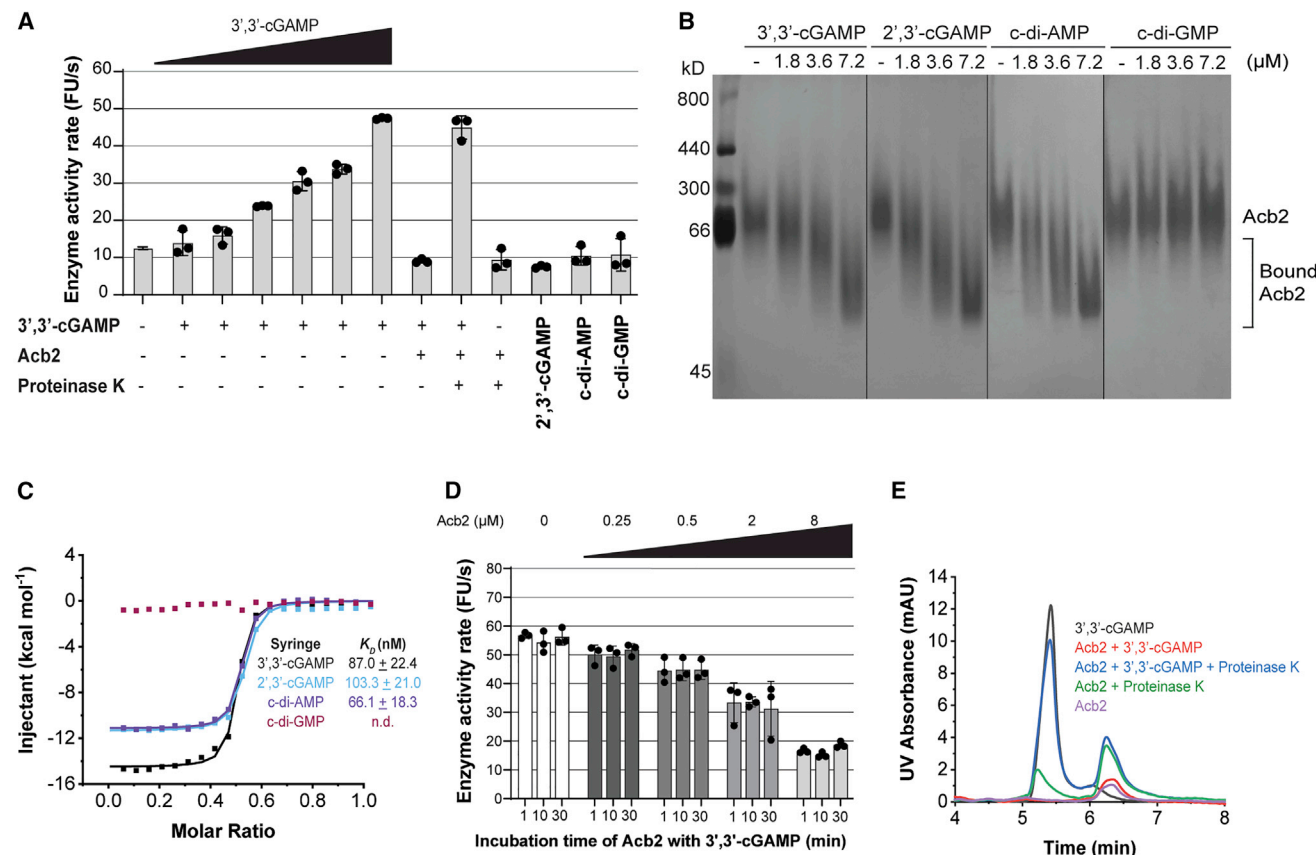 A
3',3'-cGAMP
Enzyme activity rate (FU/s)
60
50
40
30
20
10
0
3',3'-cGAMP - + + + + + + + + -
Acb2 - - - - - - - + + +
Proteinase K - - - - - - - - + +
2',3'-cGAMP
c-di-AMP
c-di-GMP
B
3',3'-cGAMP 2',3'-cGAMP c-di-AMP c-di-GMP
kD - 1.8 3.6 7.2 - 1.8 3.6 7.2 - 1.8 3.6 7.2 - 1.8 3.6 7.2 (µM)
800
440
300
66
45
Acb2
Bound
Acb2
C
Injectant (kcal mol-1)
4
0
-4
-8
-12
-16
Syringe KD (nM)
3',3'-cGAMP 87.0 ± 22.4
2',3'-cGAMP 103.3 ± 21.0
c-di-AMP 66.1 ± 18.3
c-di-GMP n.d.
0.0 0.2 0.4 0.6 0.8 1.0
Molar Ratio
D
Acb2 (µM) 0 0.25 0.5 2 8
Enzyme activity rate (FU/s)
80
70
60
50
40
30
20
10
0
1 10 30 1 10 30 1 10 30 1 10 30 1 10 30
Incubation time of Acb2 with 3',3'-cGAMP (min)
E
UV Absorbance (mAU)
14
12
10
8
6
4
2
0
3',3'-cGAMP
Acb2 + 3',3'-cGAMP
Acb2 + 3',3'-cGAMP + Proteinase K
Acb2 + Proteinase K
Acb2
4 5 6 7 8
Time (min)